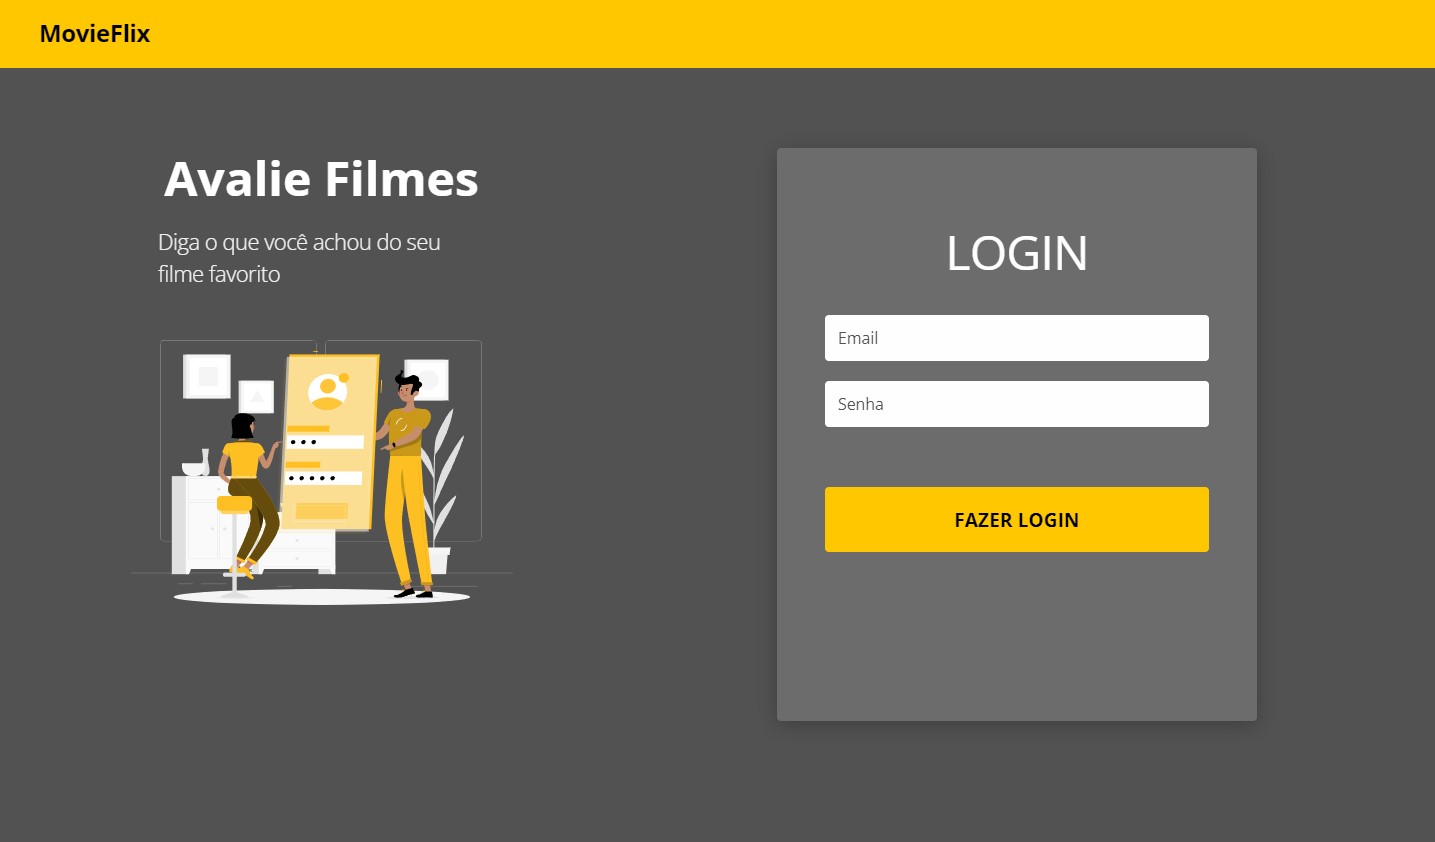 MovieFlix
Avalie Filmes
Diga o que você achou do seu
filme favorito
LOGIN
Email
Senha
FAZER LOGIN